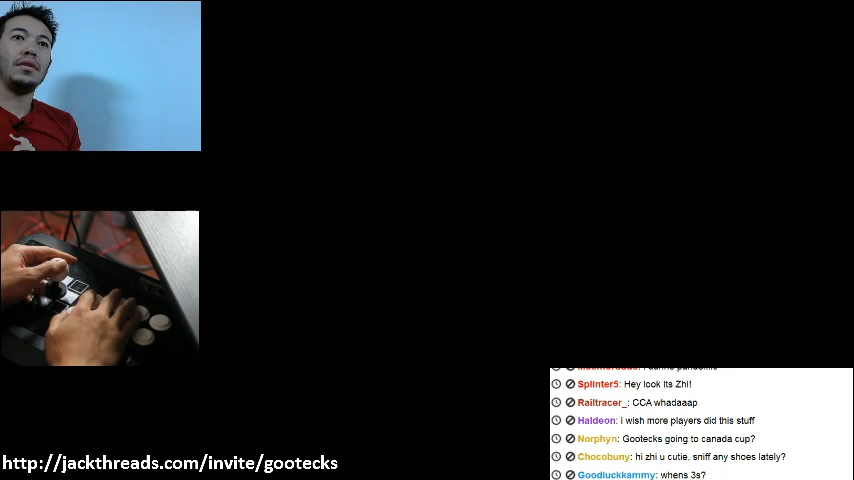 Splinter5: Hey look its Zhi!
Railtracer_: CCA whadaaap
Haldeon: i wish more players did this stuff
Norphyn: Gootecks going to canada cup?
Chocobuny: hi zhi u cutie, sniff any shoes lately?
Goodluckkammy: whens 3s?
http://jackthreads.com/invite/gootecks